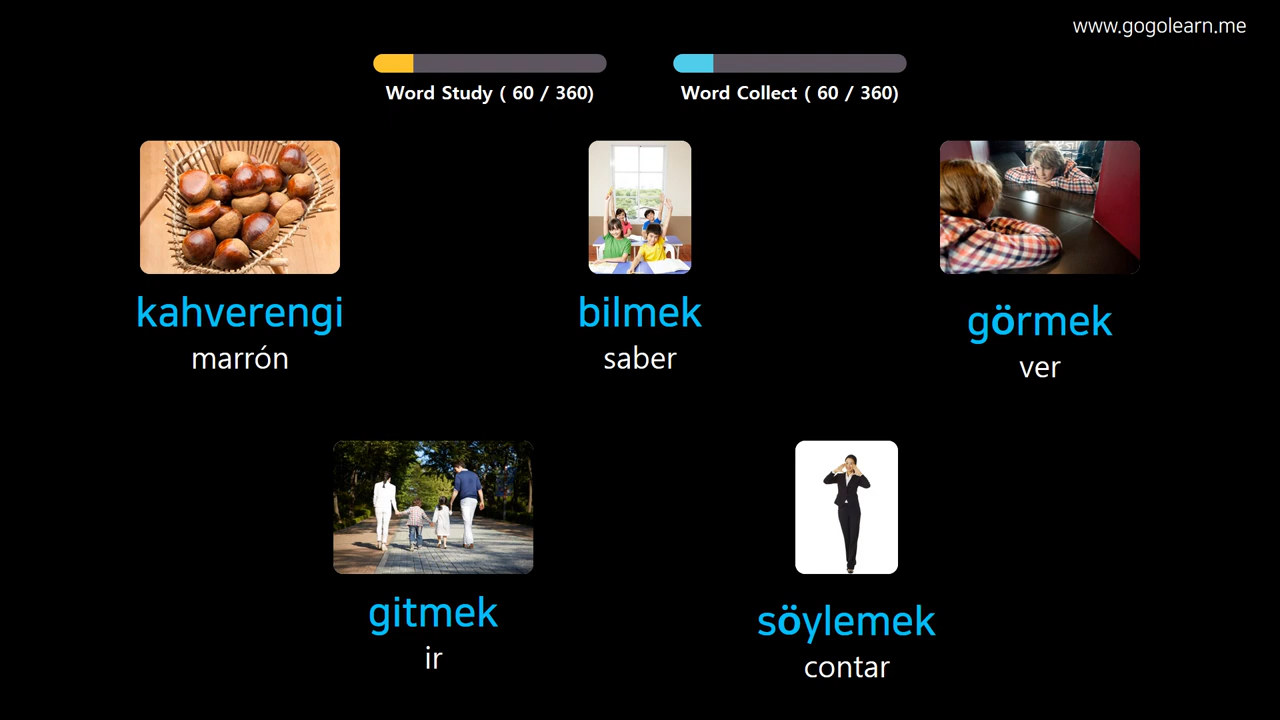 www.gogolearn.me
Word Study ( 60 / 360)
Word Collect ( 60 / 360)
kahverengi
marrón
bilmek
saber
görmek
ver
gitmek
ir
söylemek
contar